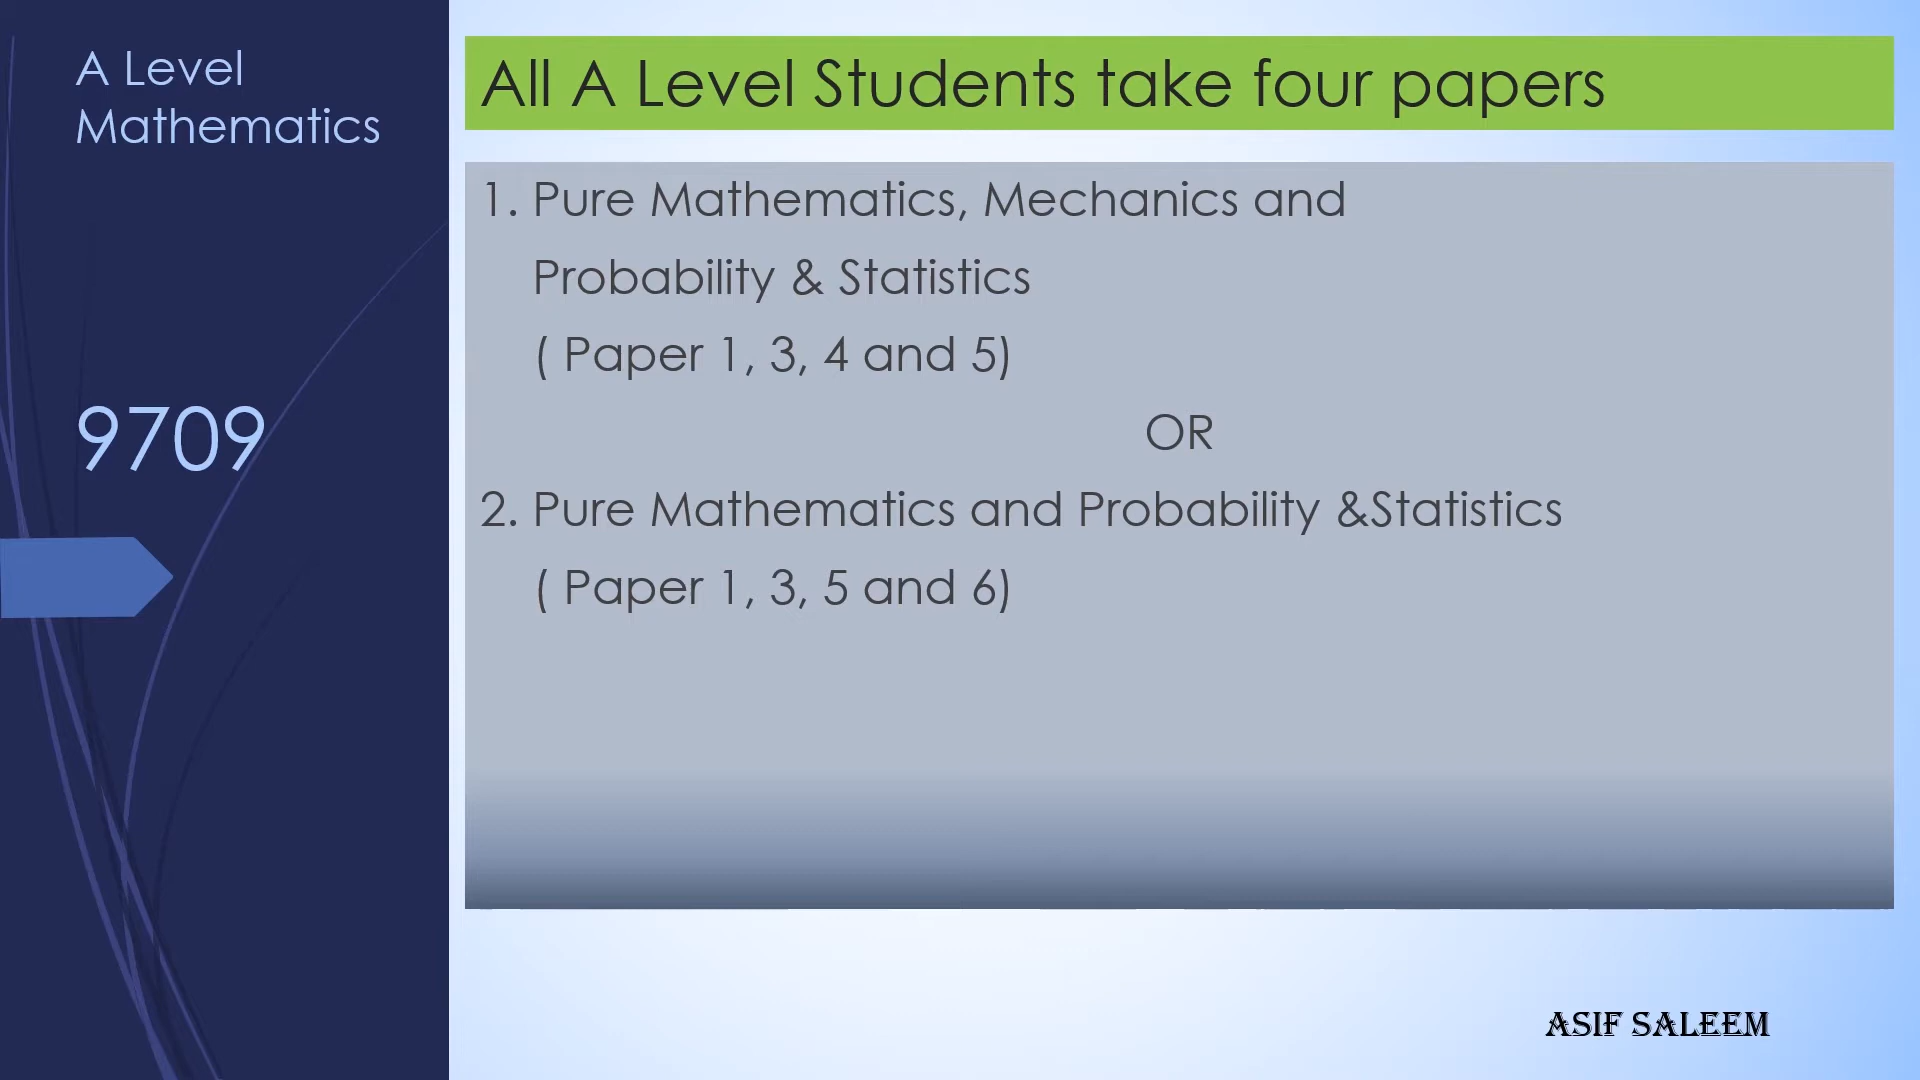 A Level
Mathematics
9709
All A Level Students take four papers
1. Pure Mathematics, Mechanics and
Probability & Statistics
( Paper 1, 3, 4 and 5)
OR
2. Pure Mathematics and Probability &Statistics
( Paper 1, 3, 5 and 6)
ASIF SALEEM